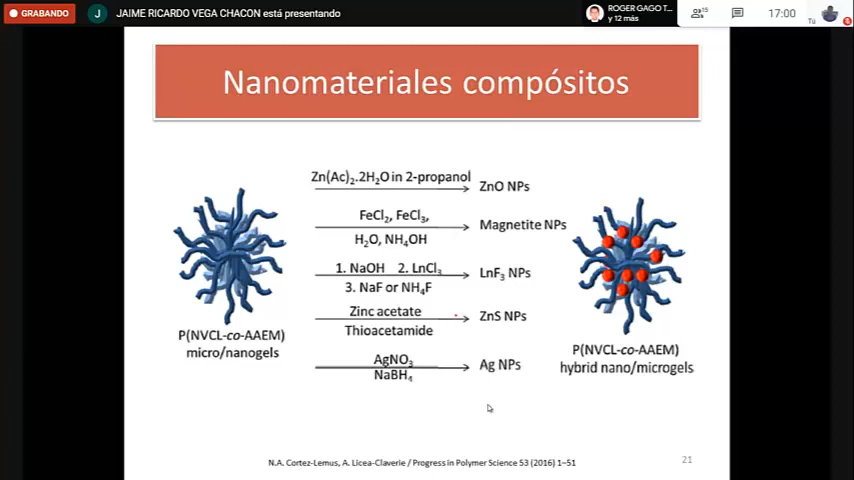 GRABANDO
J
JAIME RICARDO VEGA CHACON está presentando
ROGER GAGO T...
y 12 más
15
17:00
Tú
Nanomateriales compósitos
Zn(Ac)₂.2H₂O in 2-propanol
ZnO NPs
FeCl₂, FeCl₃,
Magnetite NPs
H₂O, NH₄OH
1. NaOH 2. LnCl₃
LnF₃ NPs
3. NaF or NH₄F
Zinc acetate
ZnS NPs
Thioacetamide
AgNO₃
Ag NPs
NaBH₄
P(NVCL-co-AAEM)
micro/nanogels
P(NVCL-co-AAEM)
hybrid nano/microgels
N.A. Cortez-Lemus, A. Licea-Claverie / Progress in Polymer Science 53 (2016) 1–51
21